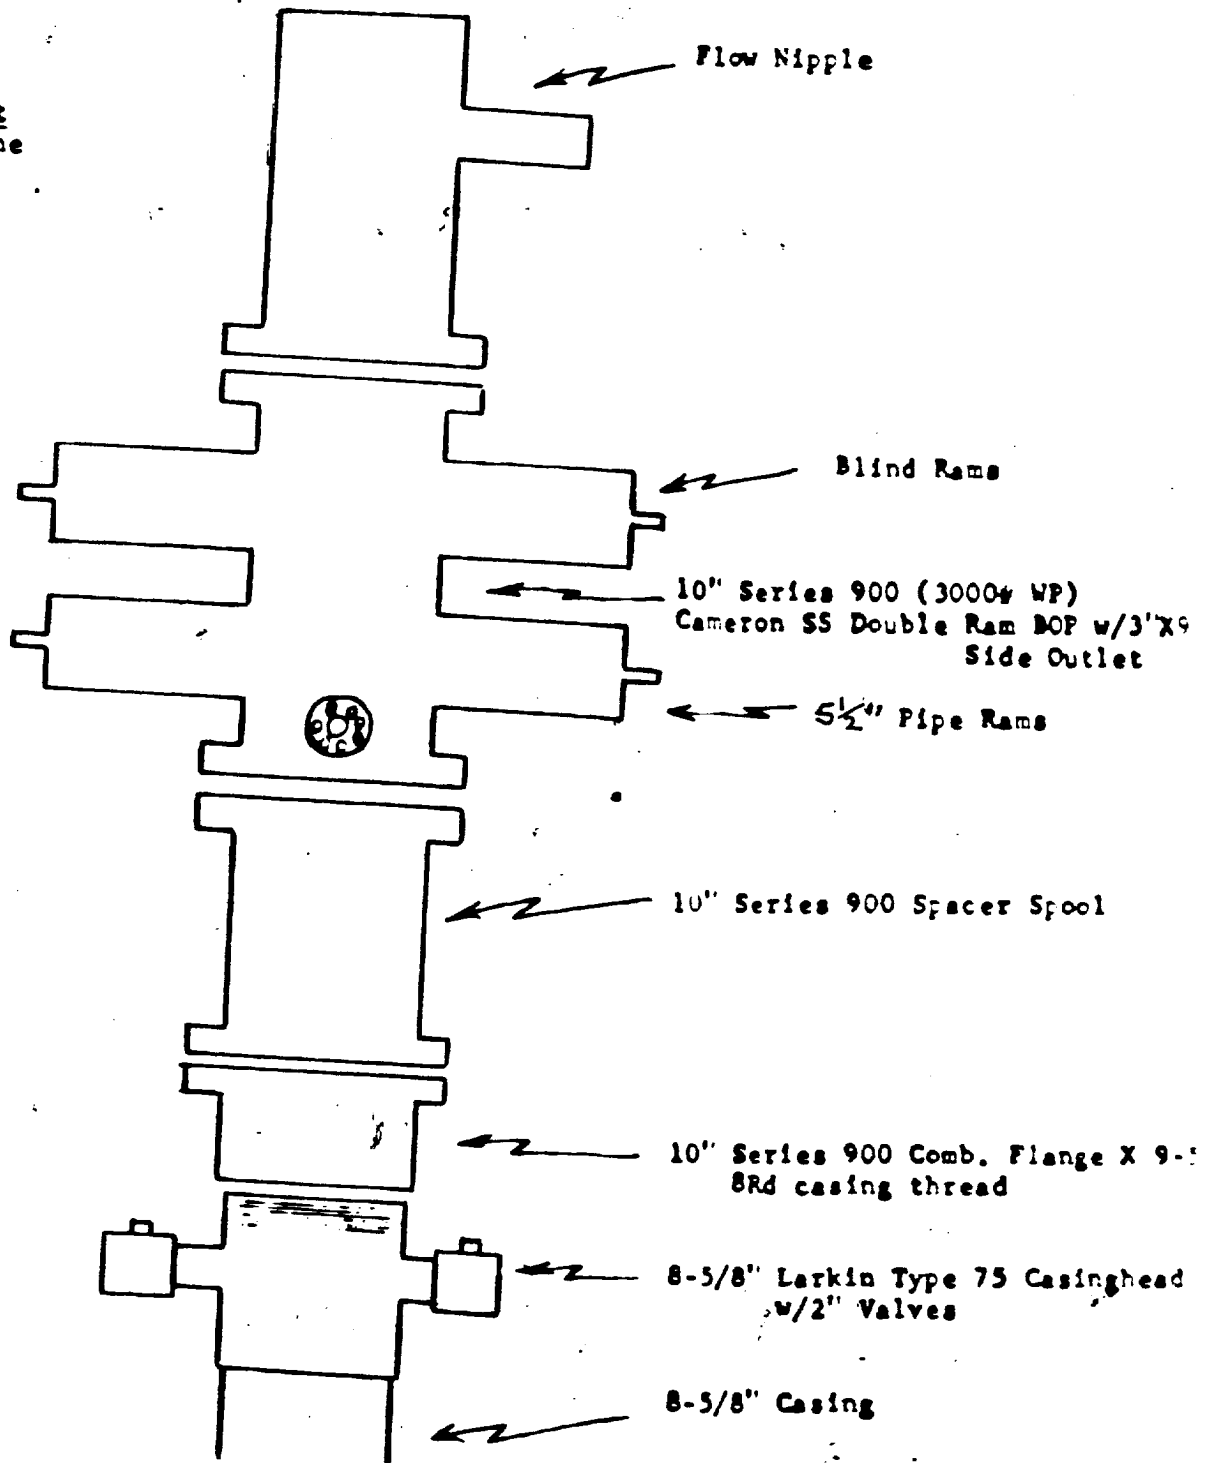 Flow Nipple
Blind Rams
10" Series 900 (3000# WP)
Cameron SS Double Ram BOP w/3"X9
Side Outlet
5½" Pipe Rams
10" Series 900 Spacer Spool
10" Series 900 Comb. Flange X 9-
8Rd casing thread
8-5/8" Larkin Type 75 Casinghead
w/2" Valves
8-5/8" Casing